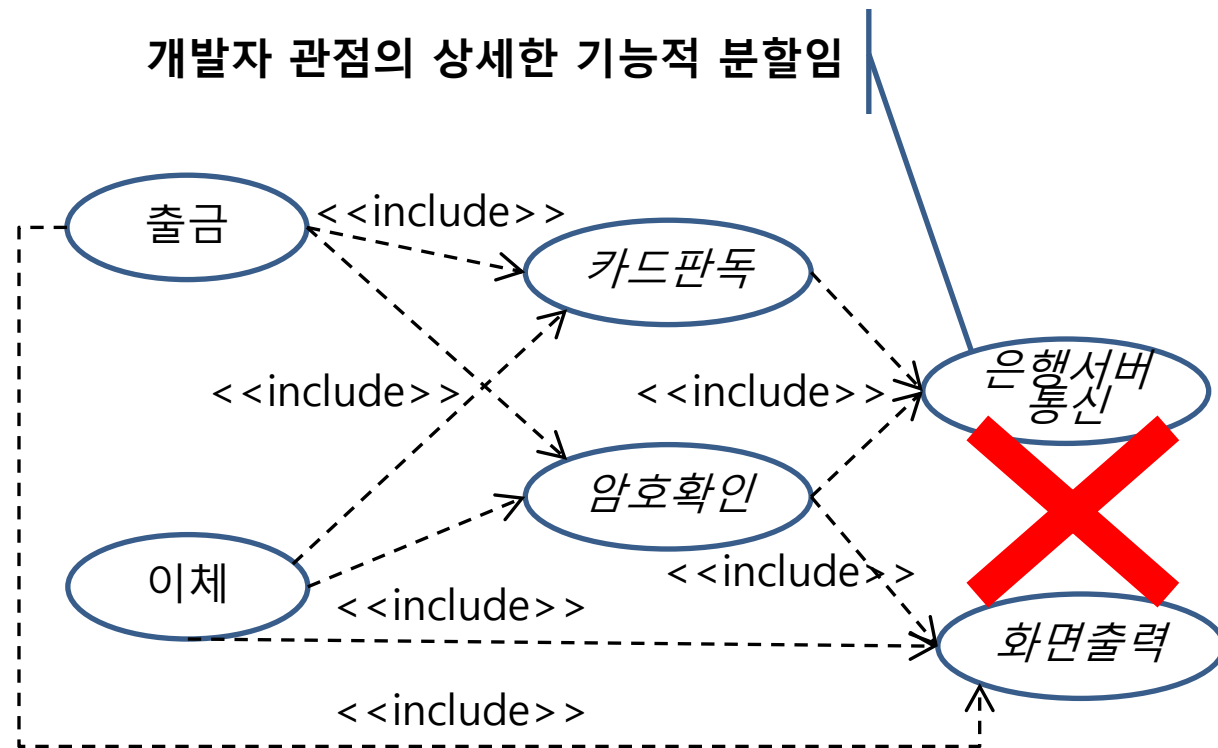 개발자 관점의 상세한 기능적 분할임
출금
<<include>>
카드판독
<<include>>
<<include>>
은행서버
통신
암호확인
이체
<<include>>
<<include>>
화면출력
<<include>>